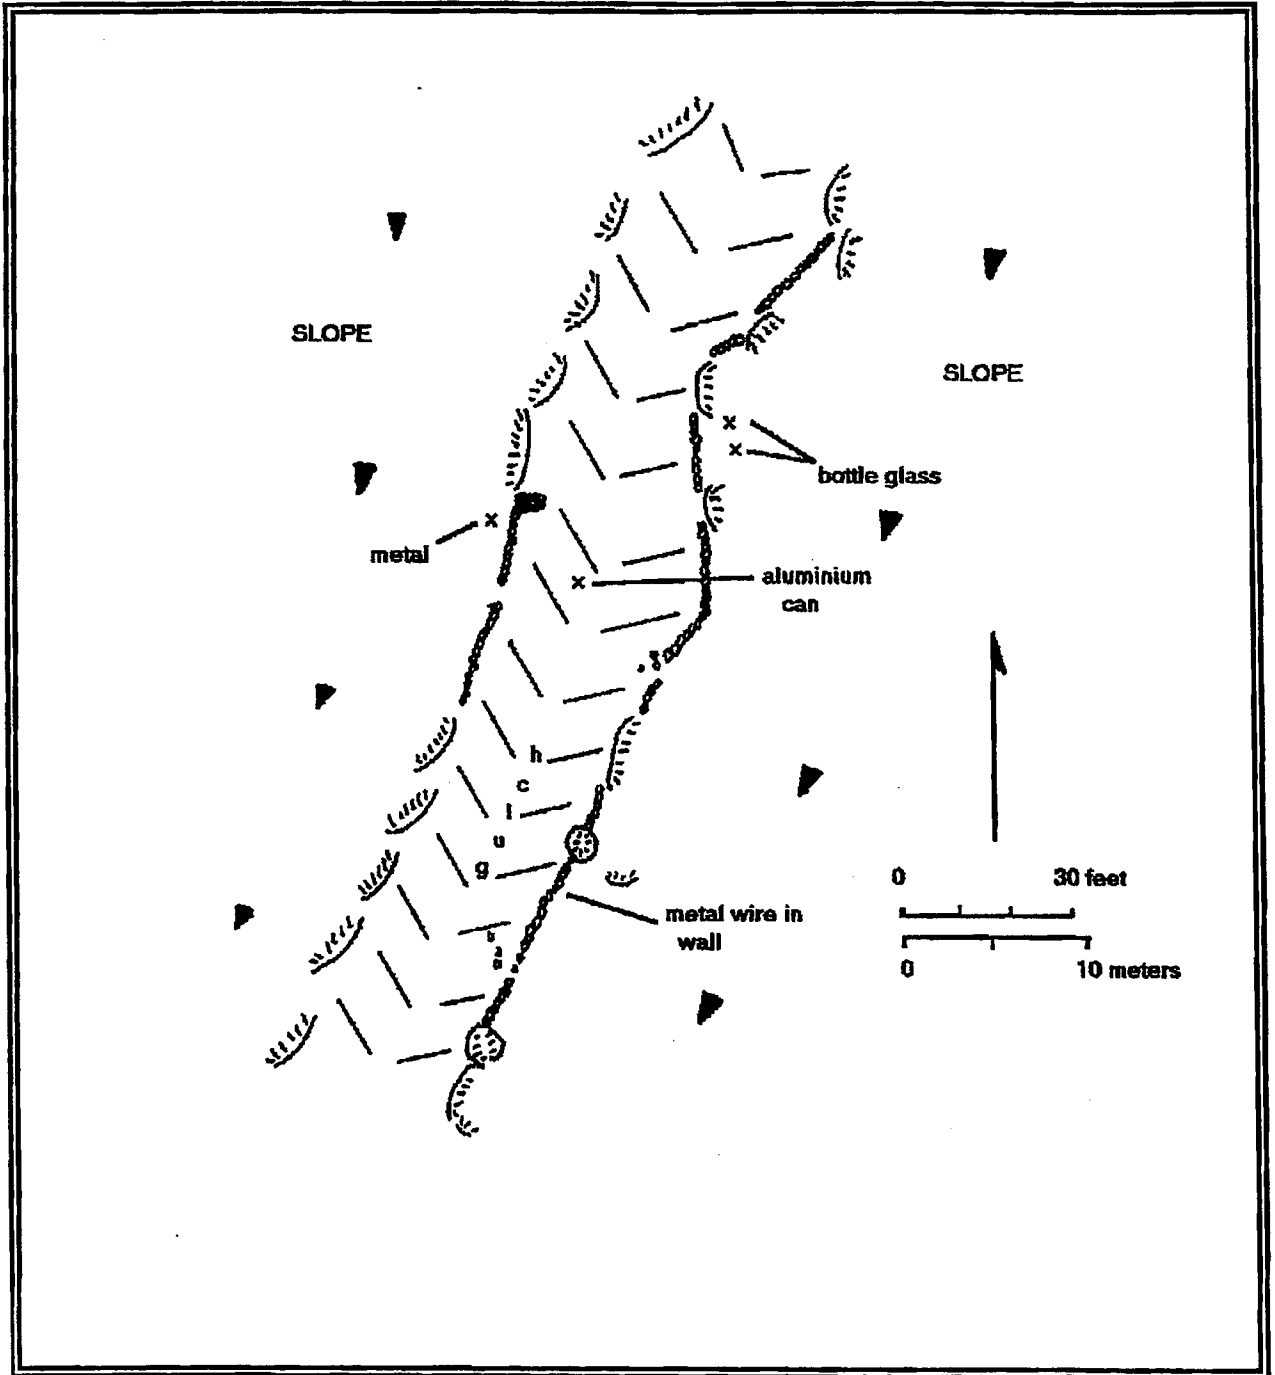 SLOPE
SLOPE
bottle glass
metal
aluminium
can
h
c
l
u
g
metal wire in
wall
0 30 feet
0 10 meters